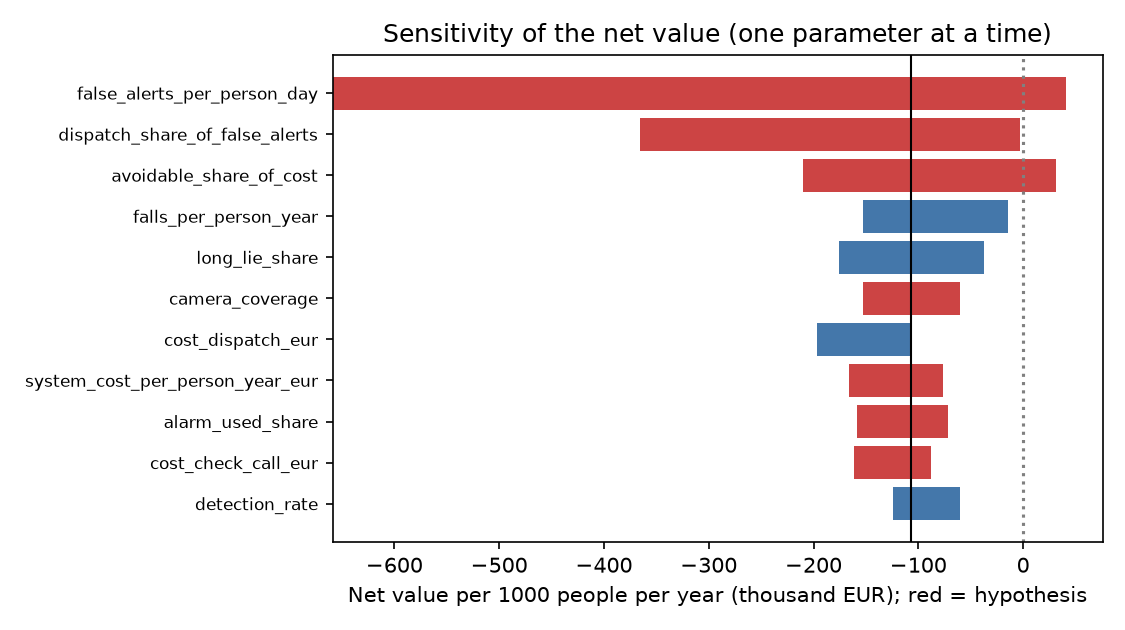 Sensitivity of the net value (one parameter at a time)
false_alerts_per_person_day
dispatch_share_of_false_alerts
avoidable_share_of_cost
falls_per_person_year
long_lie_share
camera_coverage
cost_dispatch_eur
system_cost_per_person_year_eur
alarm_used_share
cost_check_call_eur
detection_rate
−600 −500 −400 −300 −200 −100 0
Net value per 1000 people per year (thousand EUR); red = hypothesis